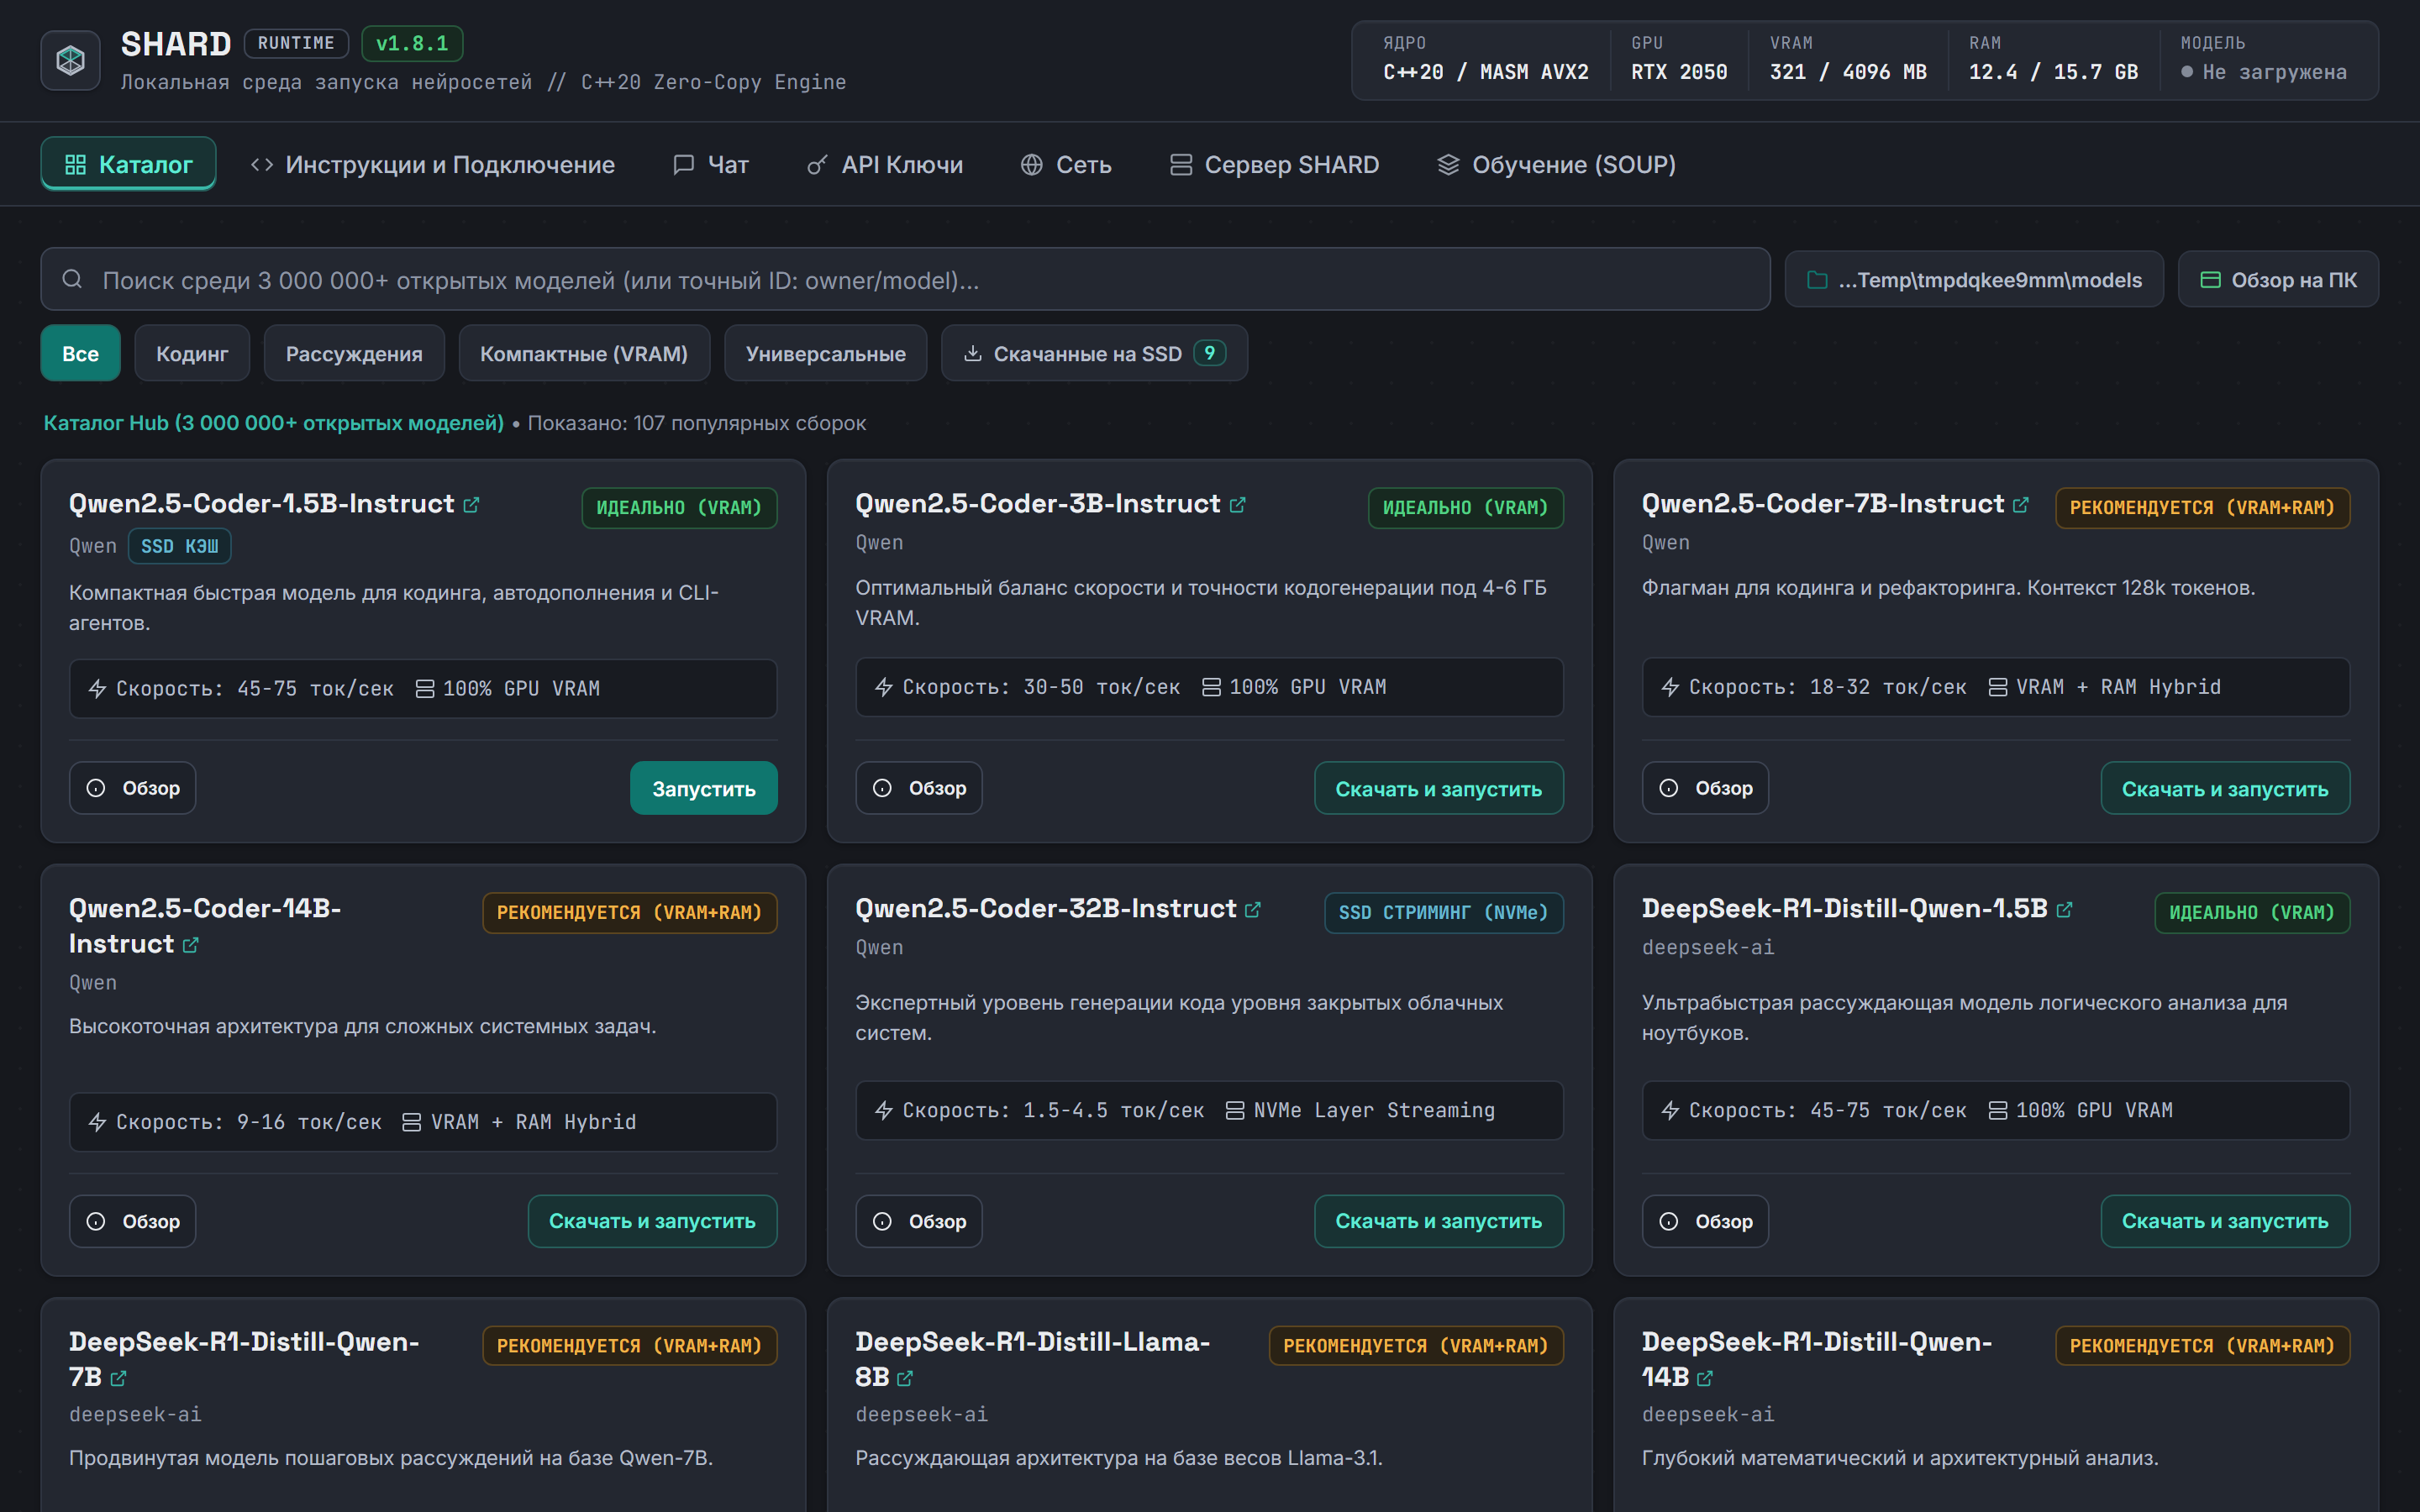 SHARD RUNTIME v1.8.1
Локальная среда запуска нейросетей // C++20 Zero-Copy Engine
ЯДРО GPU VRAM RAM МОДЕЛЬ
C++20 / MASM AVX2 RTX 2050 321 / 4096 MB 12.4 / 15.7 GB Не загружена
Каталог Инструкции и Подключение Чат API Ключи Сеть Сервер SHARD Обучение (SOUP)
Поиск среди 3 000 000+ открытых моделей (или точный ID: owner/model)... ...Temp\tmpdqkee9mm\models Обзор на ПК
Все Кодинг Рассуждения Компактные (VRAM) Универсальные Скачанные на SSD 9
Каталог Hub (3 000 000+ открытых моделей) • Показано: 107 популярных сборок
Qwen2.5-Coder-1.5B-Instruct ИДЕАЛЬНО (VRAM)
Qwen SSD КЭШ
Компактная быстрая модель для кодинга, автодополнения и CLI-
агентов.
Скорость: 45-75 ток/сек 100% GPU VRAM
Обзор Запустить
Qwen2.5-Coder-3B-Instruct ИДЕАЛЬНО (VRAM)
Qwen
Оптимальный баланс скорости и точности кодогенерации под 4-6 ГБ
VRAM.
Скорость: 30-50 ток/сек 100% GPU VRAM
Обзор Скачать и запустить
Qwen2.5-Coder-7B-Instruct РЕКОМЕНДУЕТСЯ (VRAM+RAM)
Qwen
Флагман для кодинга и рефакторинга. Контекст 128k токенов.
Скорость: 18-32 ток/сек VRAM + RAM Hybrid
Обзор Скачать и запустить
Qwen2.5-Coder-14B- РЕКОМЕНДУЕТСЯ (VRAM+RAM)
Instruct
Qwen
Высокоточная архитектура для сложных системных задач.
Скорость: 9-16 ток/сек VRAM + RAM Hybrid
Обзор Скачать и запустить
Qwen2.5-Coder-32B-Instruct SSD СТРИМИНГ (NVMe)
Qwen
Экспертный уровень генерации кода уровня закрытых облачных
систем.
Скорость: 1.5-4.5 ток/сек NVMe Layer Streaming
Обзор Скачать и запустить
DeepSeek-R1-Distill-Qwen-1.5B ИДЕАЛЬНО (VRAM)
deepseek-ai
Ультрабыстрая рассуждающая модель логического анализа для
ноутбуков.
Скорость: 45-75 ток/сек 100% GPU VRAM
Обзор Скачать и запустить
DeepSeek-R1-Distill-Qwen- РЕКОМЕНДУЕТСЯ (VRAM+RAM)
7B
deepseek-ai
Продвинутая модель пошаговых рассуждений на базе Qwen-7B.
DeepSeek-R1-Distill-Llama- РЕКОМЕНДУЕТСЯ (VRAM+RAM)
8B
deepseek-ai
Рассуждающая архитектура на базе весов Llama-3.1.
DeepSeek-R1-Distill-Qwen- РЕКОМЕНДУЕТСЯ (VRAM+RAM)
14B
deepseek-ai
Глубокий математический и архитектурный анализ.